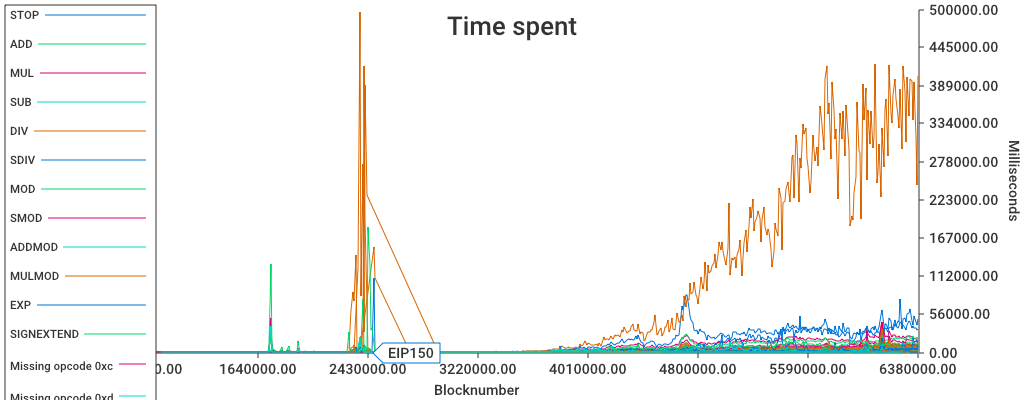 Time spent
STOP
ADD
MUL
SUB
DIV
SDIV
MOD
SMOD
ADDMOD
MULMOD
EXP
SIGNEXTEND
Missing opcode 0xc
Missing opcode 0xd
500000.00
445000.00
389000.00
334000.00
278000.00
223000.00
167000.00
112000.00
56000.00
0.00
Milliseconds
EIP150
0.00 1640000.00 2430000.00 3220000.00 4010000.00 4800000.00 5590000.00 6380000.00
Blocknumber